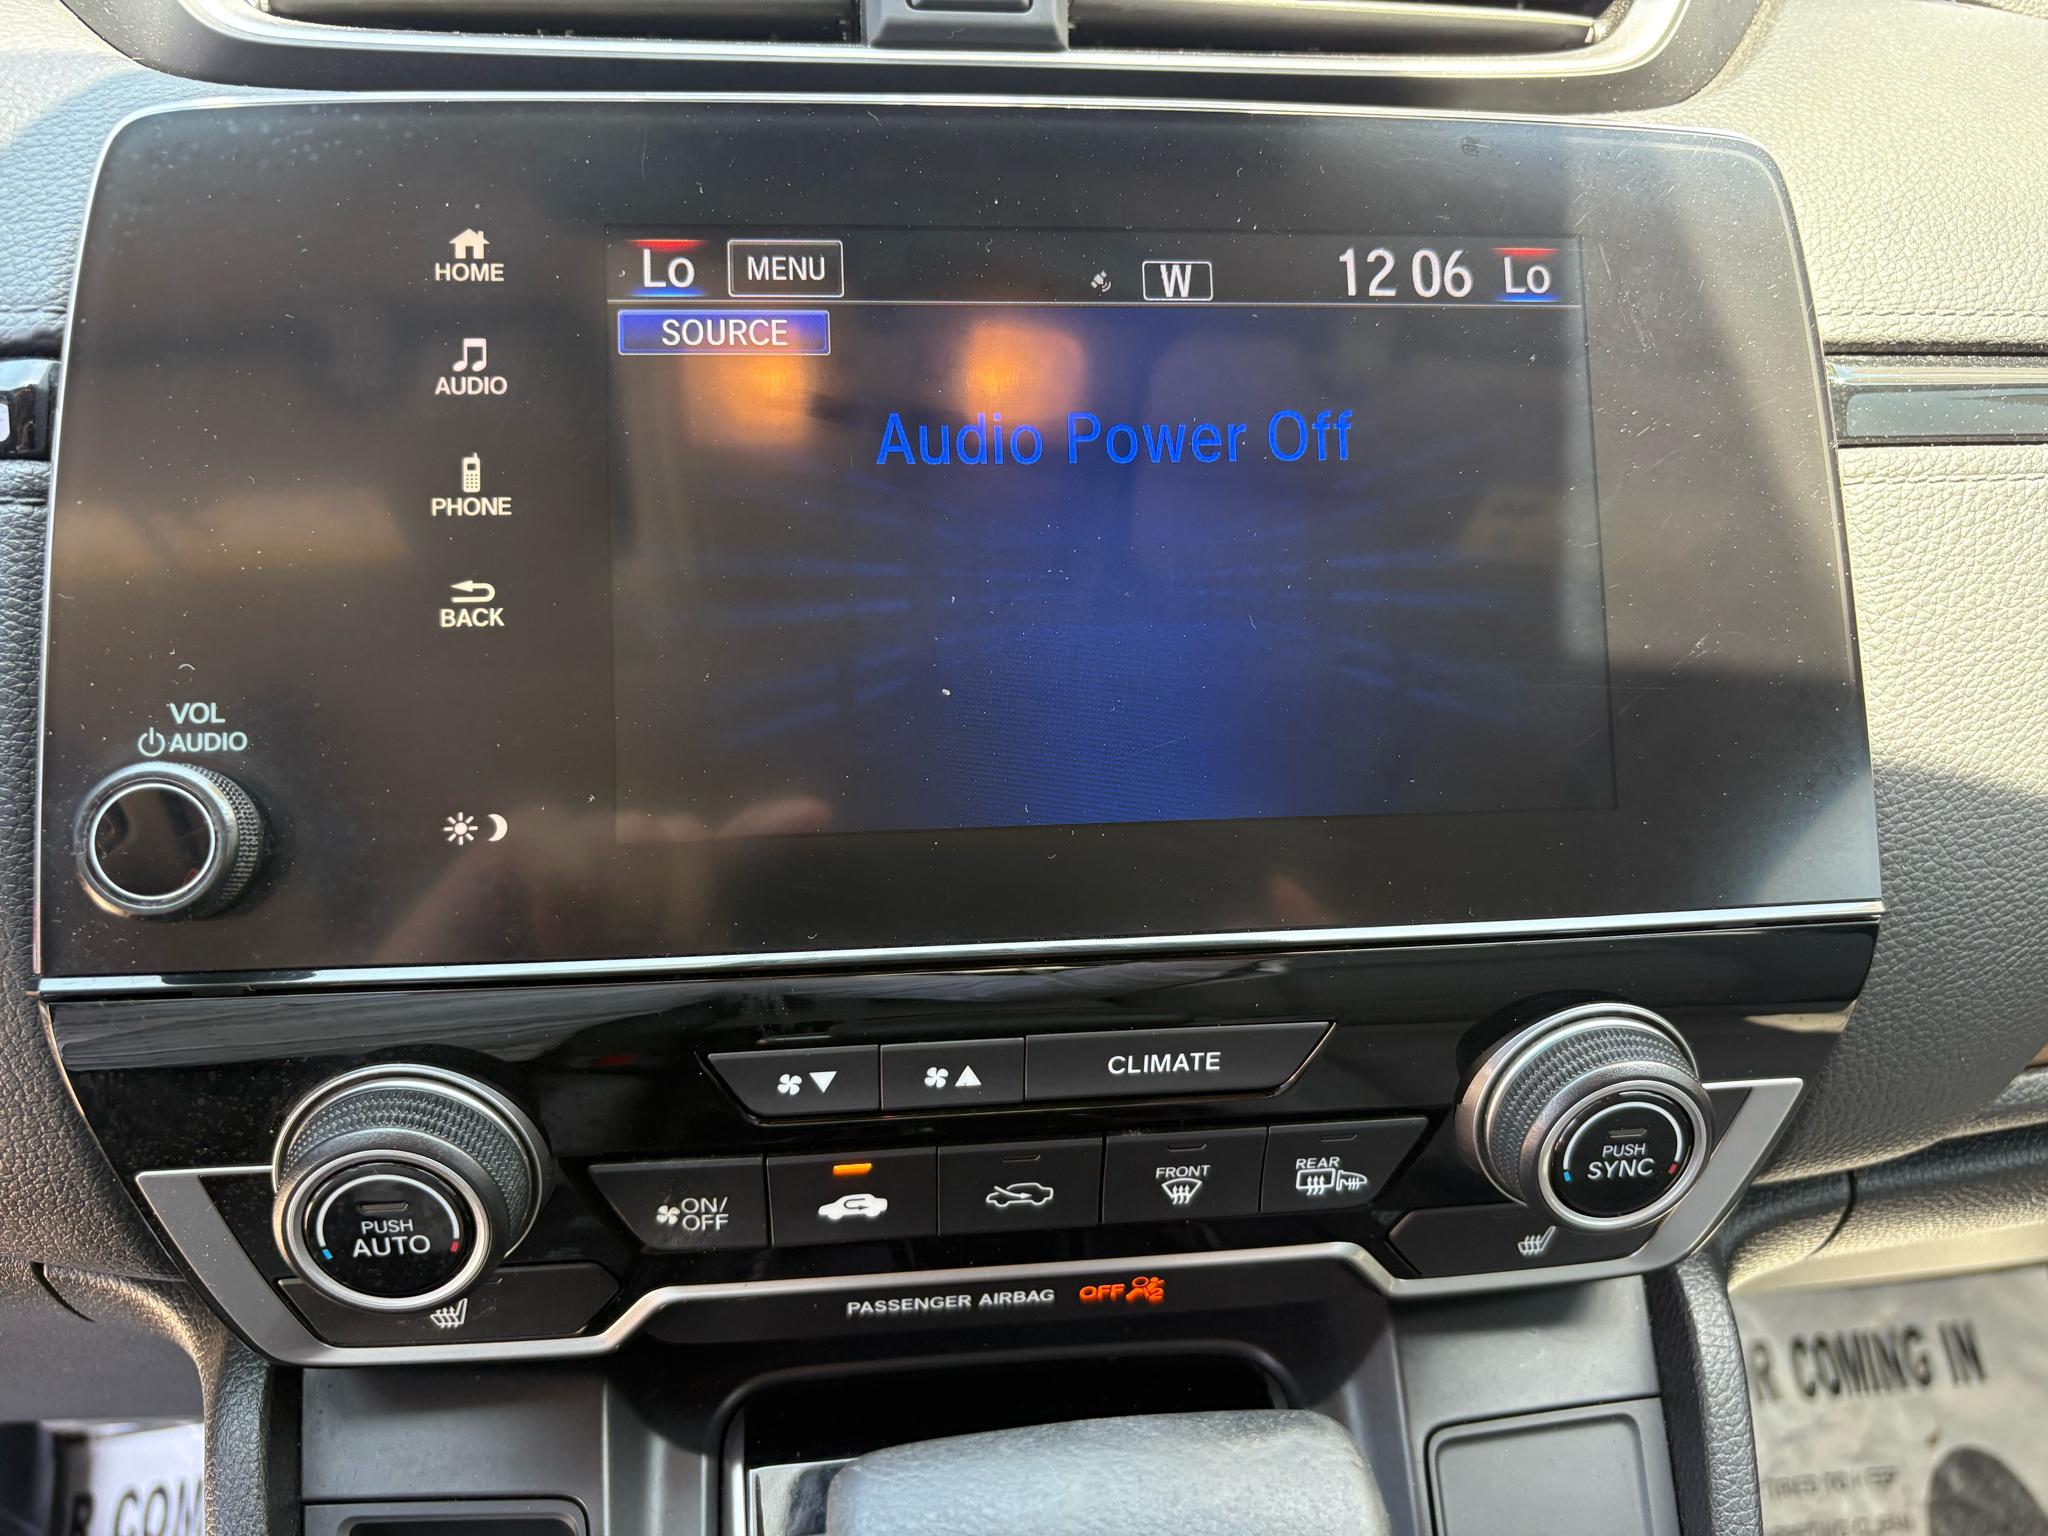 HOME
AUDIO
PHONE
BACK
VOL
AUDIO
Lo MENU W 12 06 Lo
SOURCE
Audio Power Off
CLIMATE
ON/
OFF
FRONT
REAR
PUSH
AUTO
PUSH
SYNC
PASSENGER AIRBAG OFF
R COMING IN
R COM